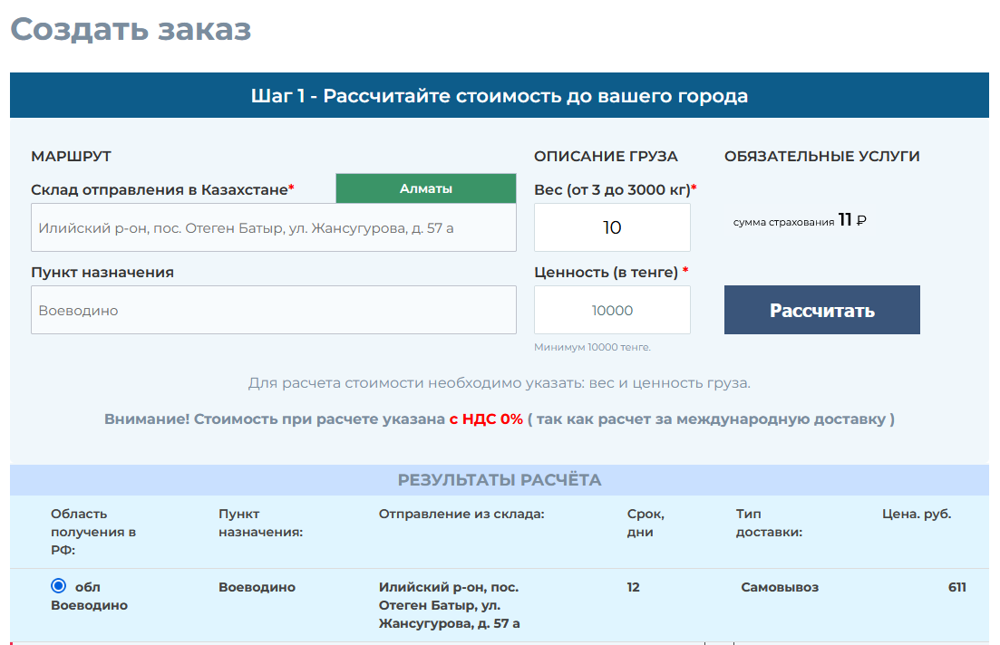 Создать заказ
Шаг 1 - Рассчитайте стоимость до вашего города
МАРШРУТ
ОПИСАНИЕ ГРУЗА
ОБЯЗАТЕЛЬНЫЕ УСЛУГИ
Склад отправления в Казахстане*
Алматы
Вес (от 3 до 3000 кг)*
Илийский р-он, пос. Отеген Батыр, ул. Жансугурова, д. 57 а
10
сумма страхования 11 ₽
Пункт назначения
Ценность (в тенге) *
Воеводино
10000
Рассчитать
Минимум 10000 тенге.
Для расчета стоимости необходимо указать: вес и ценность груза.
Внимание! Стоимость при расчете указана с НДС 0% ( так как расчет за международную доставку )
РЕЗУЛЬТАТЫ РАСЧЁТА
Область
получения в
РФ:
Пункт
назначения:
Отправление из склада:
Срок,
дни
Тип
доставки:
Цена. руб.
обл
Воеводино
Воеводино
Илийский р-он, пос.
Отеген Батыр, ул.
Жансугурова, д. 57 а
12
Самовывоз
611